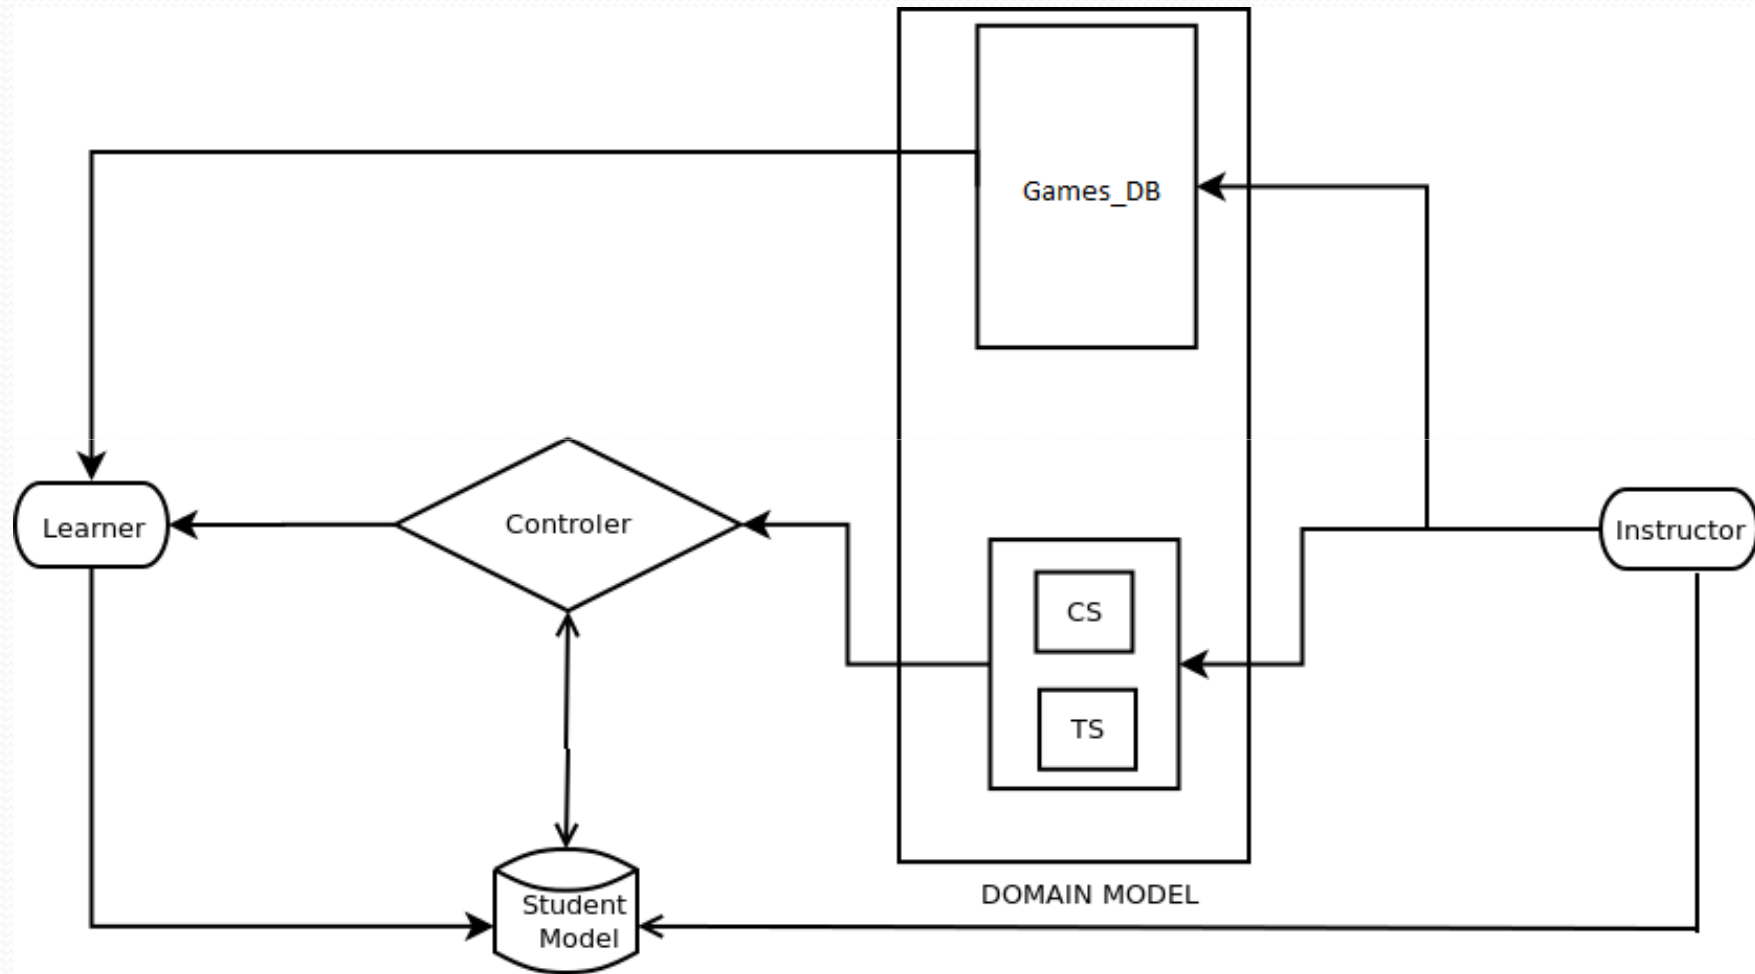 Games_DB
Learner
Controler
CS
Instructor
TS
DOMAIN MODEL
Student
Model